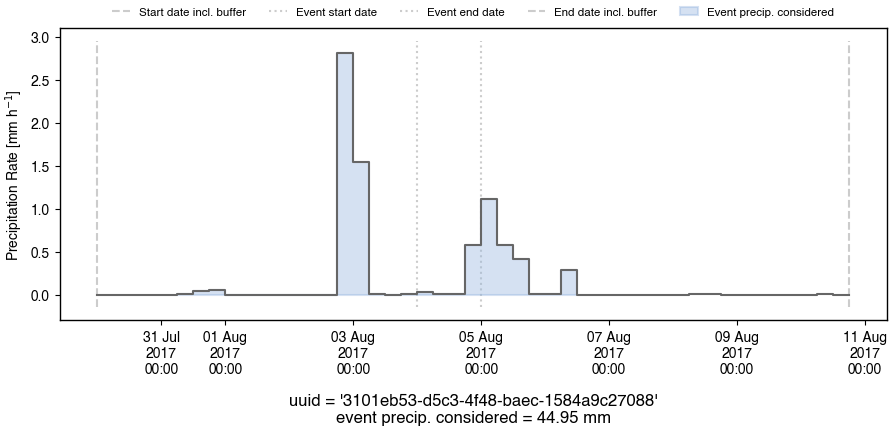 Start date incl. buffer Event start date Event end date End date incl. buffer Event precip. considered
3.0
2.5
2.0
1.5
1.0
0.5
0.0
Precipitation Rate [mm h⁻¹]
31 Jul 01 Aug 03 Aug 05 Aug 07 Aug 09 Aug 11 Aug
2017 2017 2017 2017 2017 2017 2017
00:00 00:00 00:00 00:00 00:00 00:00 00:00
uuid = '3101eb53-d5c3-4f48-baec-1584a9c27088'
event precip. considered = 44.95 mm